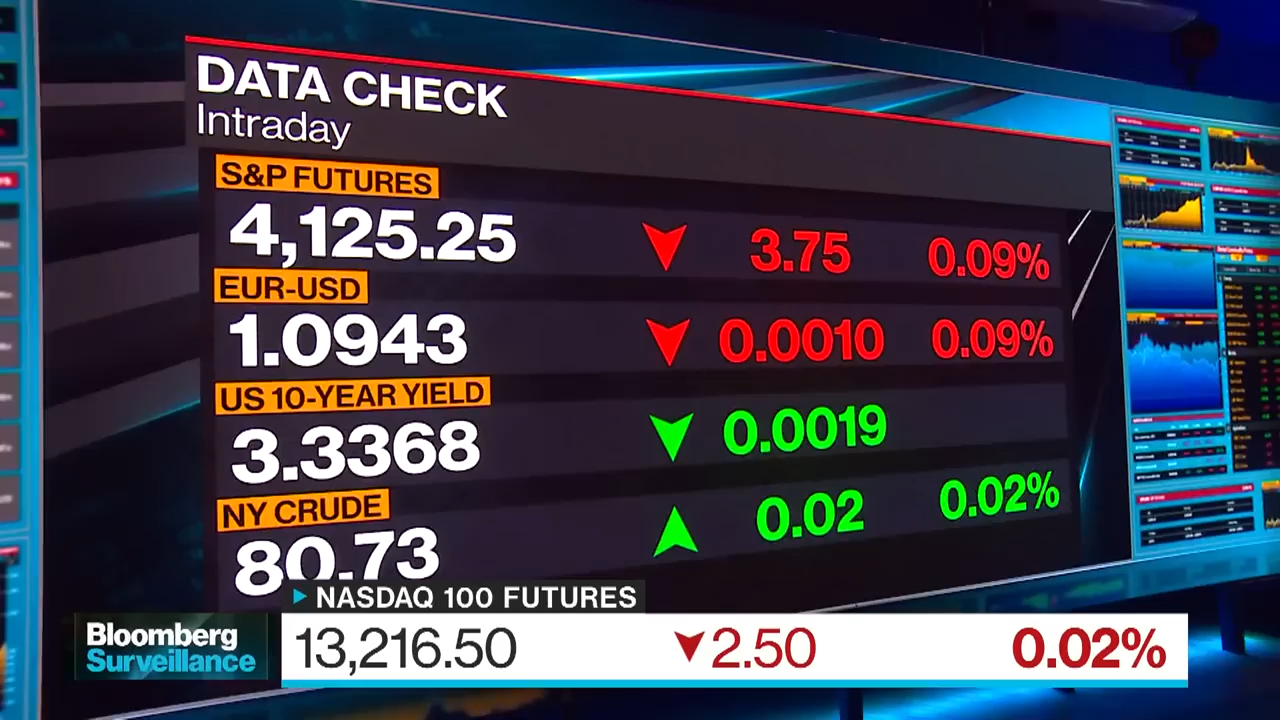 DATA CHECK
Intraday
S&P FUTURES
4,125.25 3.75 0.09%
EUR-USD
1.0943 0.0010 0.09%
US 10-YEAR YIELD
3.3368 0.0019
NY CRUDE
80.73 0.02 0.02%
NASDAQ 100 FUTURES
Bloomberg
Surveillance
13,216.50 2.50 0.02%